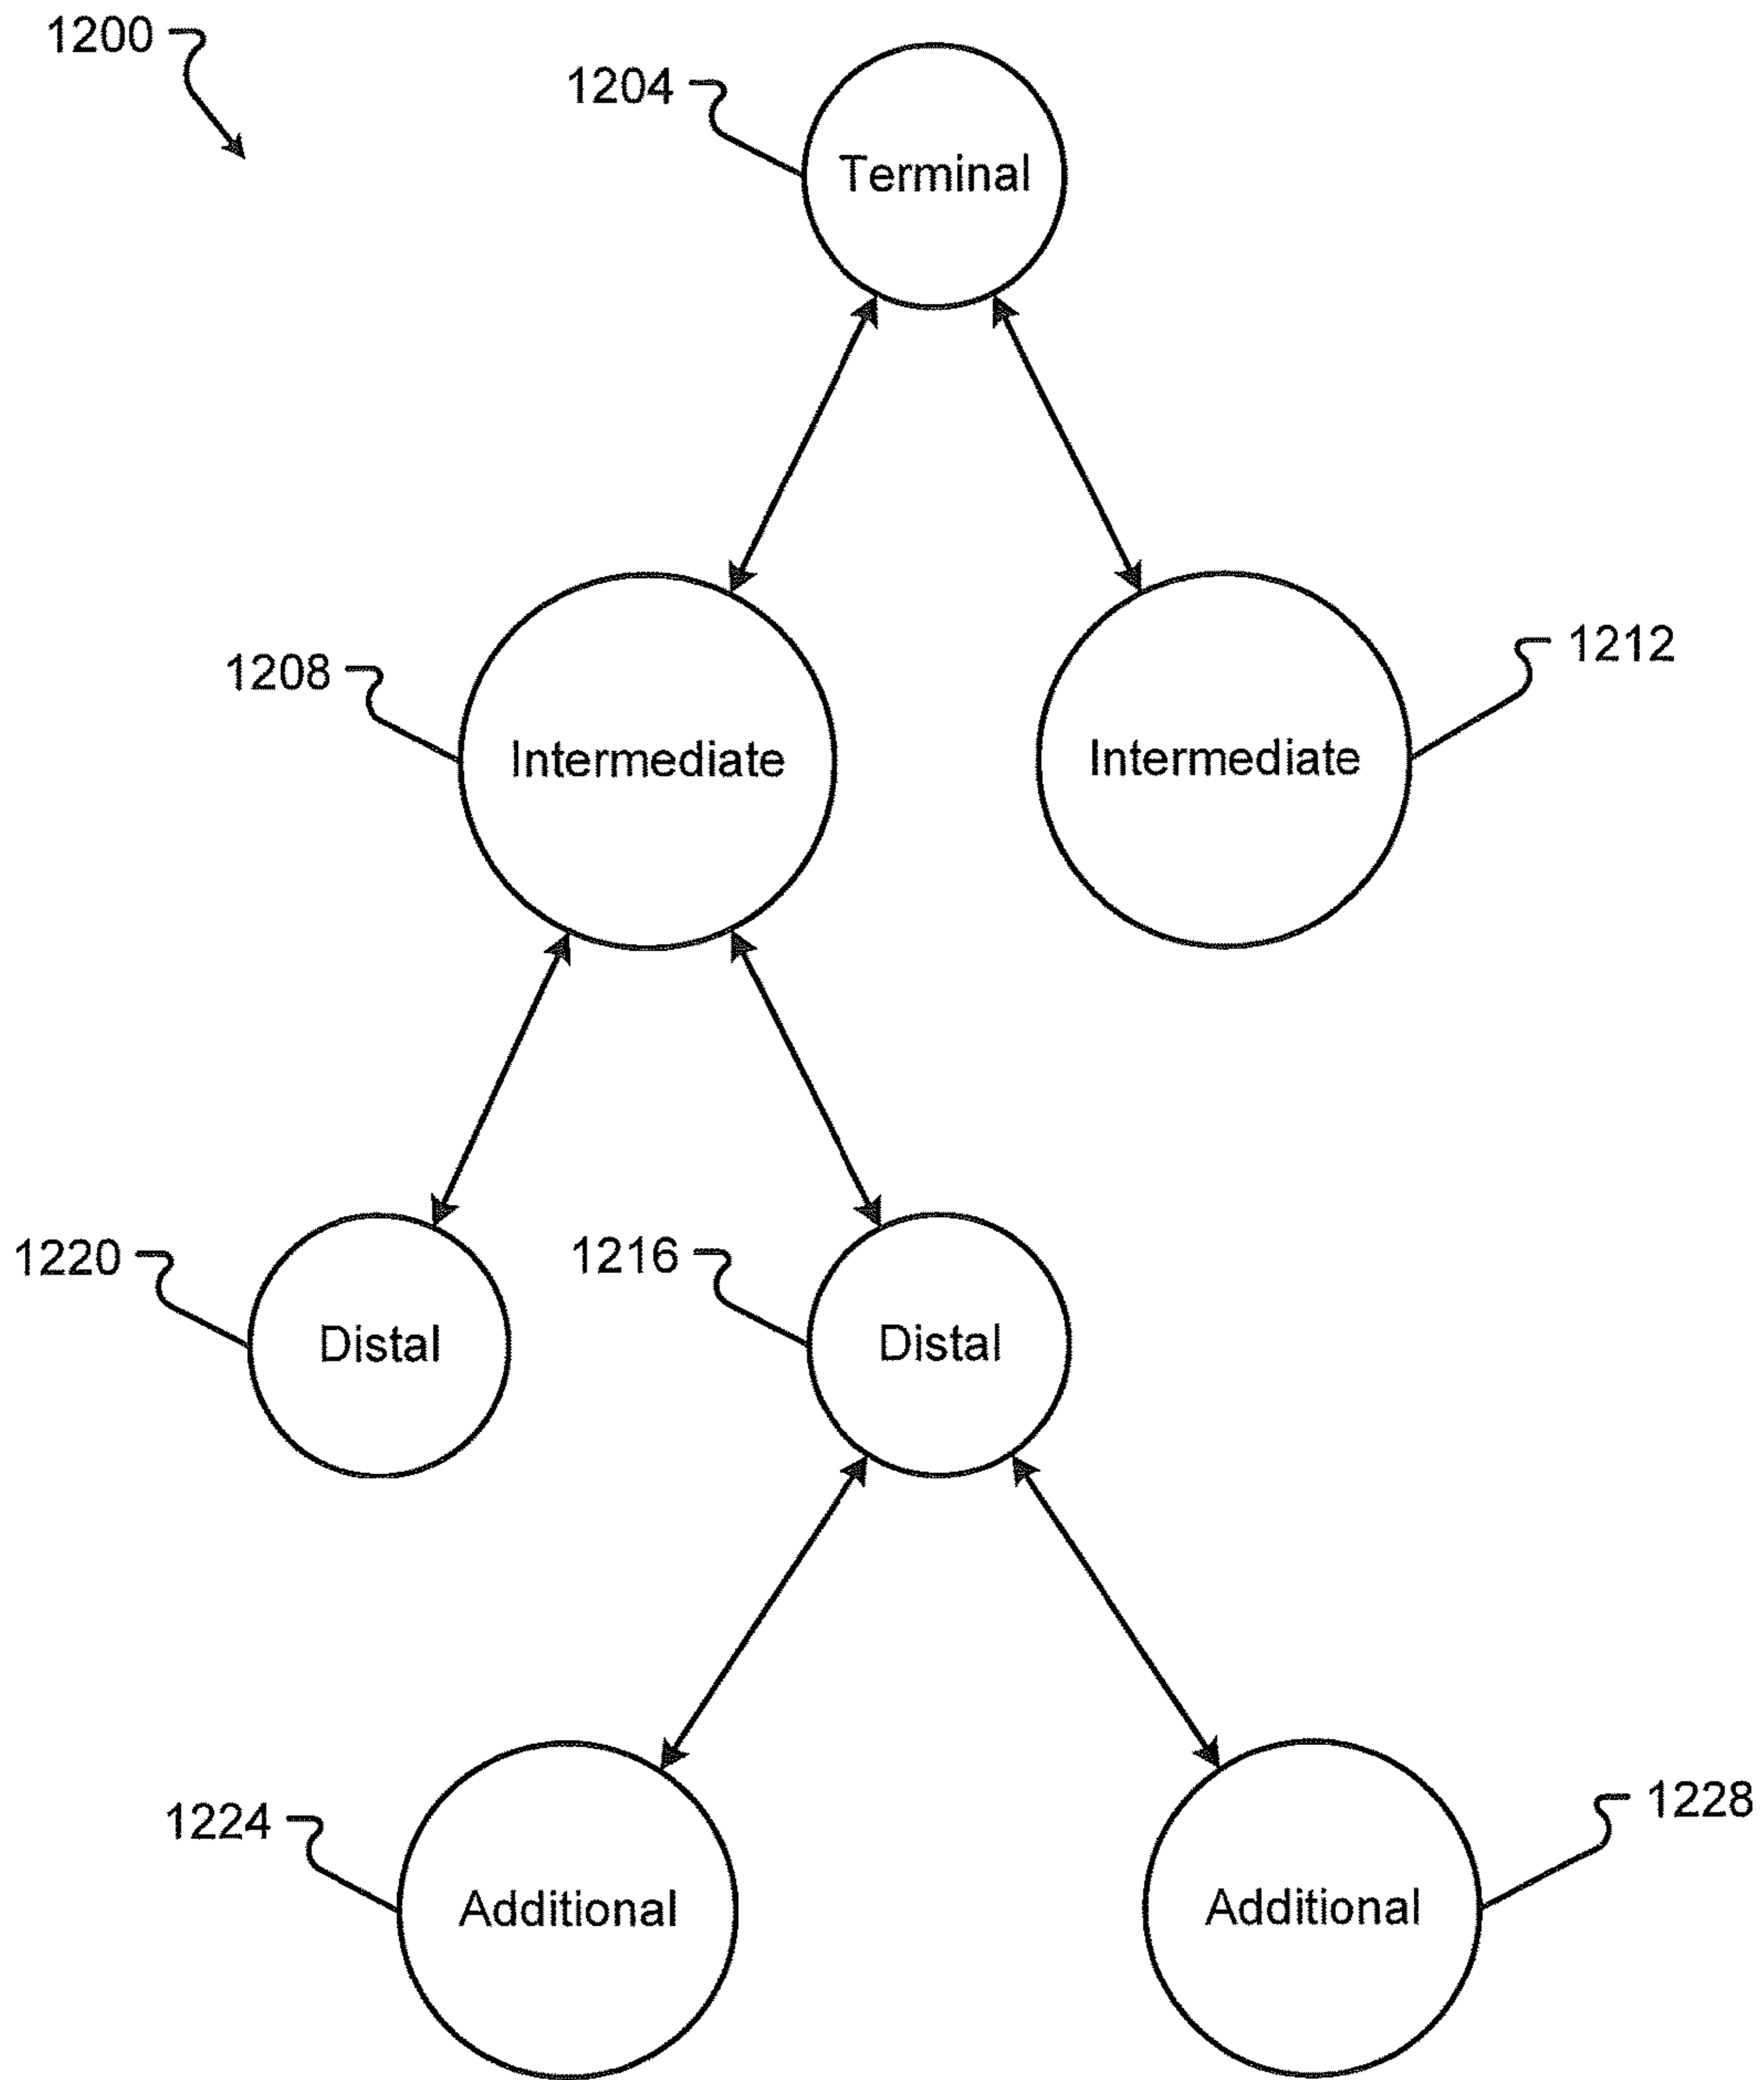 1200
1204
Terminal
1208
1212
Intermediate
Intermediate
1220
1216
Distal
Distal
1224
1228
Additional
Additional